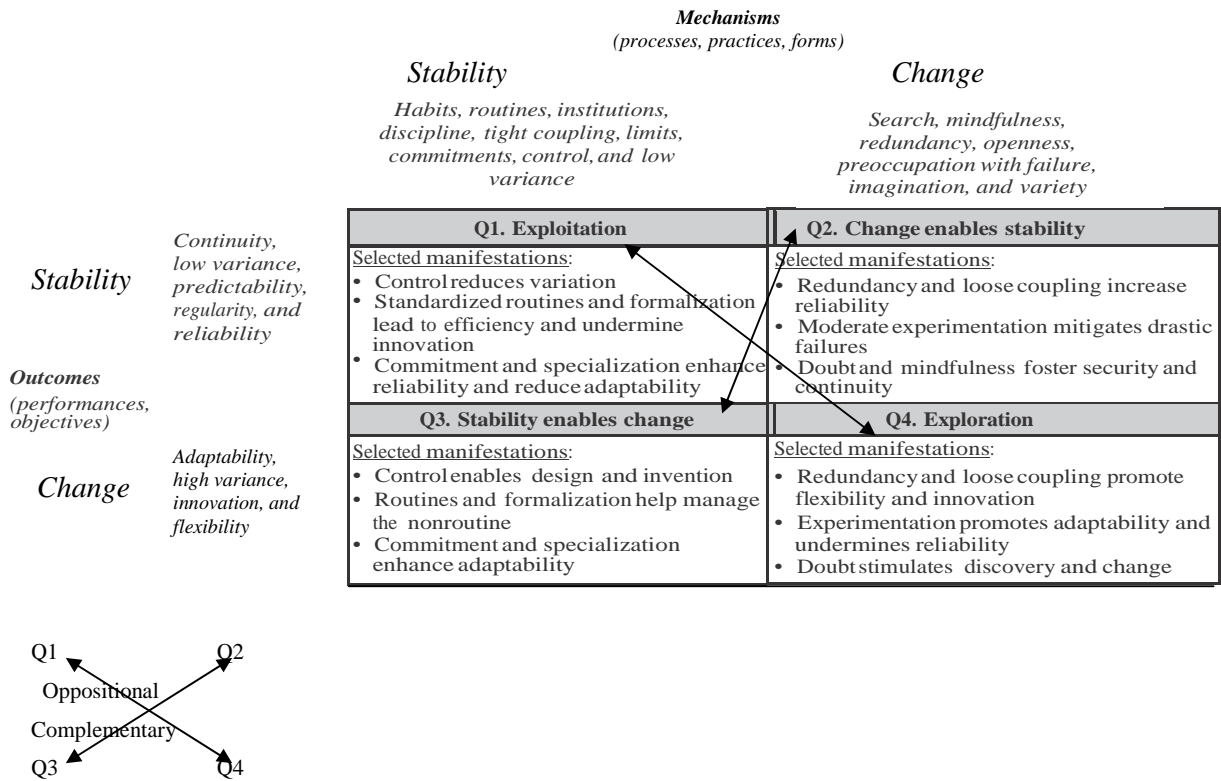 Mechanisms
(processes, practices, forms)
Stability
Change
Habits, routines, institutions,
discipline, tight coupling, limits,
commitments, control, and low
variance
Search, mindfulness,
redundancy, openness,
preoccupation with failure,
imagination, and variety
Outcomes
(performances,
objectives)
Stability
Continuity,
low variance,
predictability,
regularity, and
reliability
Q1. Exploitation
Selected manifestations:
• Control reduces variation
• Standardized routines and formalization
lead to efficiency and undermine
innovation
• Commitment and specialization enhance
reliability and reduce adaptability
Q2. Change enables stability
Selected manifestations:
• Redundancy and loose coupling increase
reliability
• Moderate experimentation mitigates drastic
failures
• Doubt and mindfulness foster security and
continuity
Change
Adaptability,
high variance,
innovation, and
flexibility
Q3. Stability enables change
Selected manifestations:
• Control enables design and invention
• Routines and formalization help manage
the nonroutine
• Commitment and specialization
enhance adaptability
Q4. Exploration
Selected manifestations:
• Redundancy and loose coupling promote
flexibility and innovation
• Experimentation promotes adaptability and
undermines reliability
• Doubt stimulates discovery and change
Q1 Q2
Oppositional
Complementary
Q3 Q4